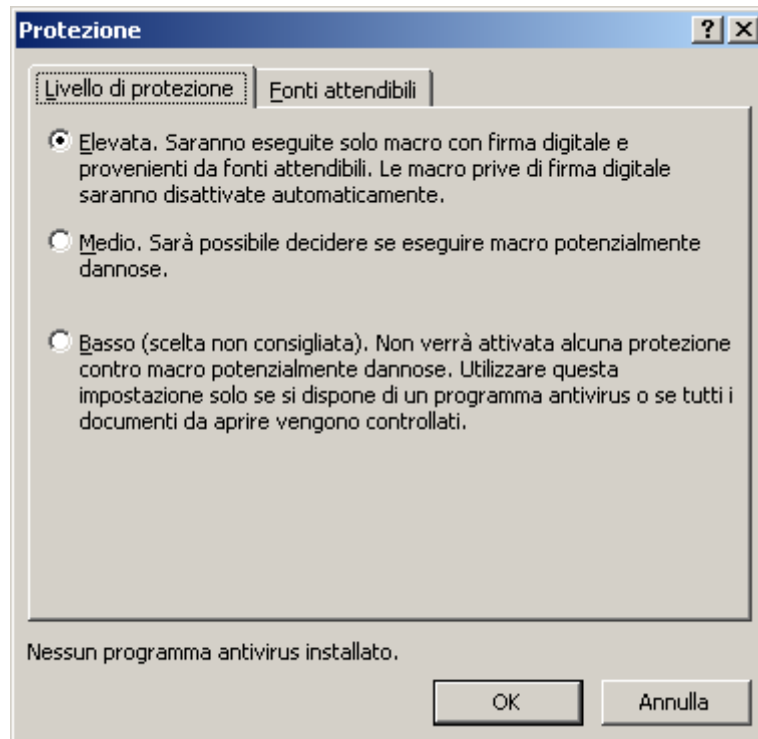 Protezione
Livello di protezione
Fonti attendibili
Elevata. Saranno eseguite solo macro con firma digitale e
provenienti da fonti attendibili. Le macro prive di firma digitale
saranno disattivate automaticamente.
Medio. Sarà possibile decidere se eseguire macro potenzialmente
dannose.
Basso (scelta non consigliata). Non verrà attivata alcuna protezione
contro macro potenzialmente dannose. Utilizzare questa
impostazione solo se si dispone di un programma antivirus o se tutti i
documenti da aprire vengono controllati.
Nessun programma antivirus installato.
OK
Annulla